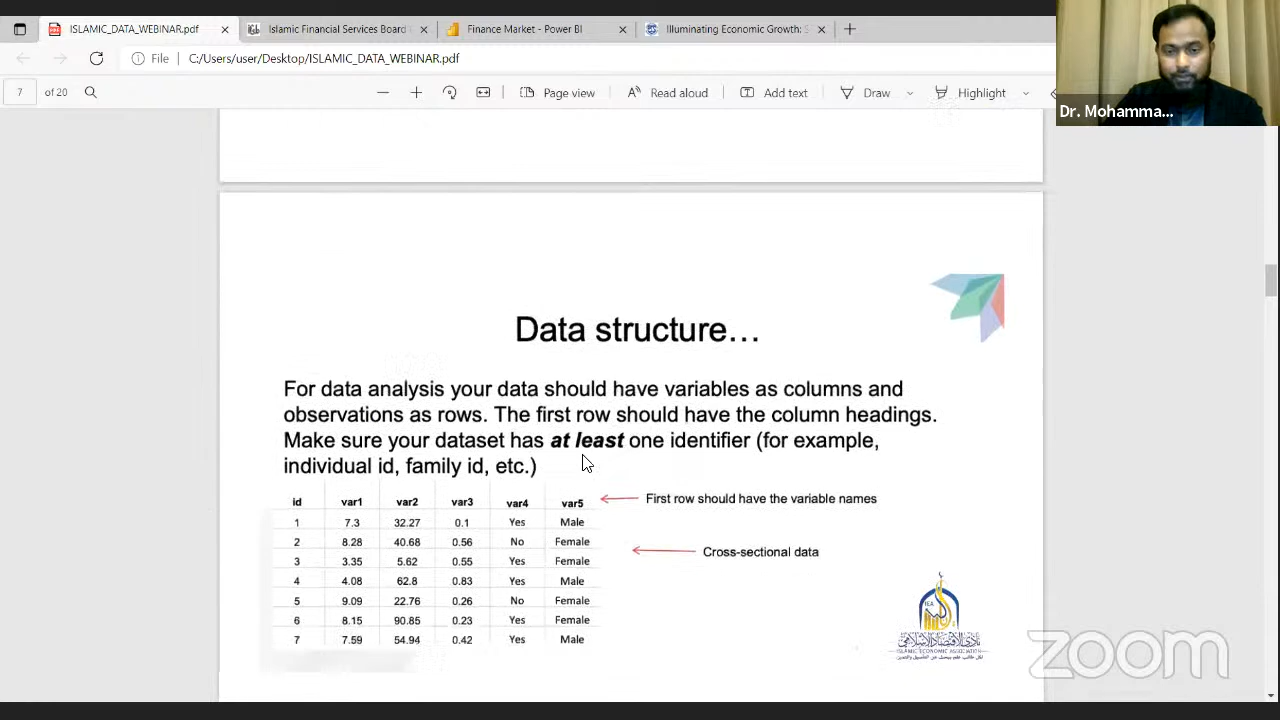 ISLAMIC_DATA_WEBINAR.pdf
Islamic Financial Services Board
Finance Market - Power BI
Illuminating Economic Growth:
File
C:/Users/user/Desktop/ISLAMIC_DATA_WEBINAR.pdf
7 of 20
Page view
Read aloud
Add text
Draw
Highlight
Dr. Mohamma...
Data structure…
For data analysis your data should have variables as columns and
observations as rows. The first row should have the column headings.
Make sure your dataset has at least one identifier (for example,
individual id, family id, etc.)
id var1 var2 var3 var4 var5
1 7.3 32.27 0.1 Yes Male
2 8.28 40.68 0.56 No Female
3 3.35 5.62 0.55 Yes Female
4 4.08 62.8 0.83 Yes Male
5 9.09 22.76 0.26 No Female
6 8.15 90.85 0.23 Yes Female
7 7.59 54.94 0.42 Yes Male
First row should have the variable names
Cross-sectional data
IEA
نادي الاقتصاد الإسلامي
ISLAMIC ECONOMIC ASSOCIATION
zoom